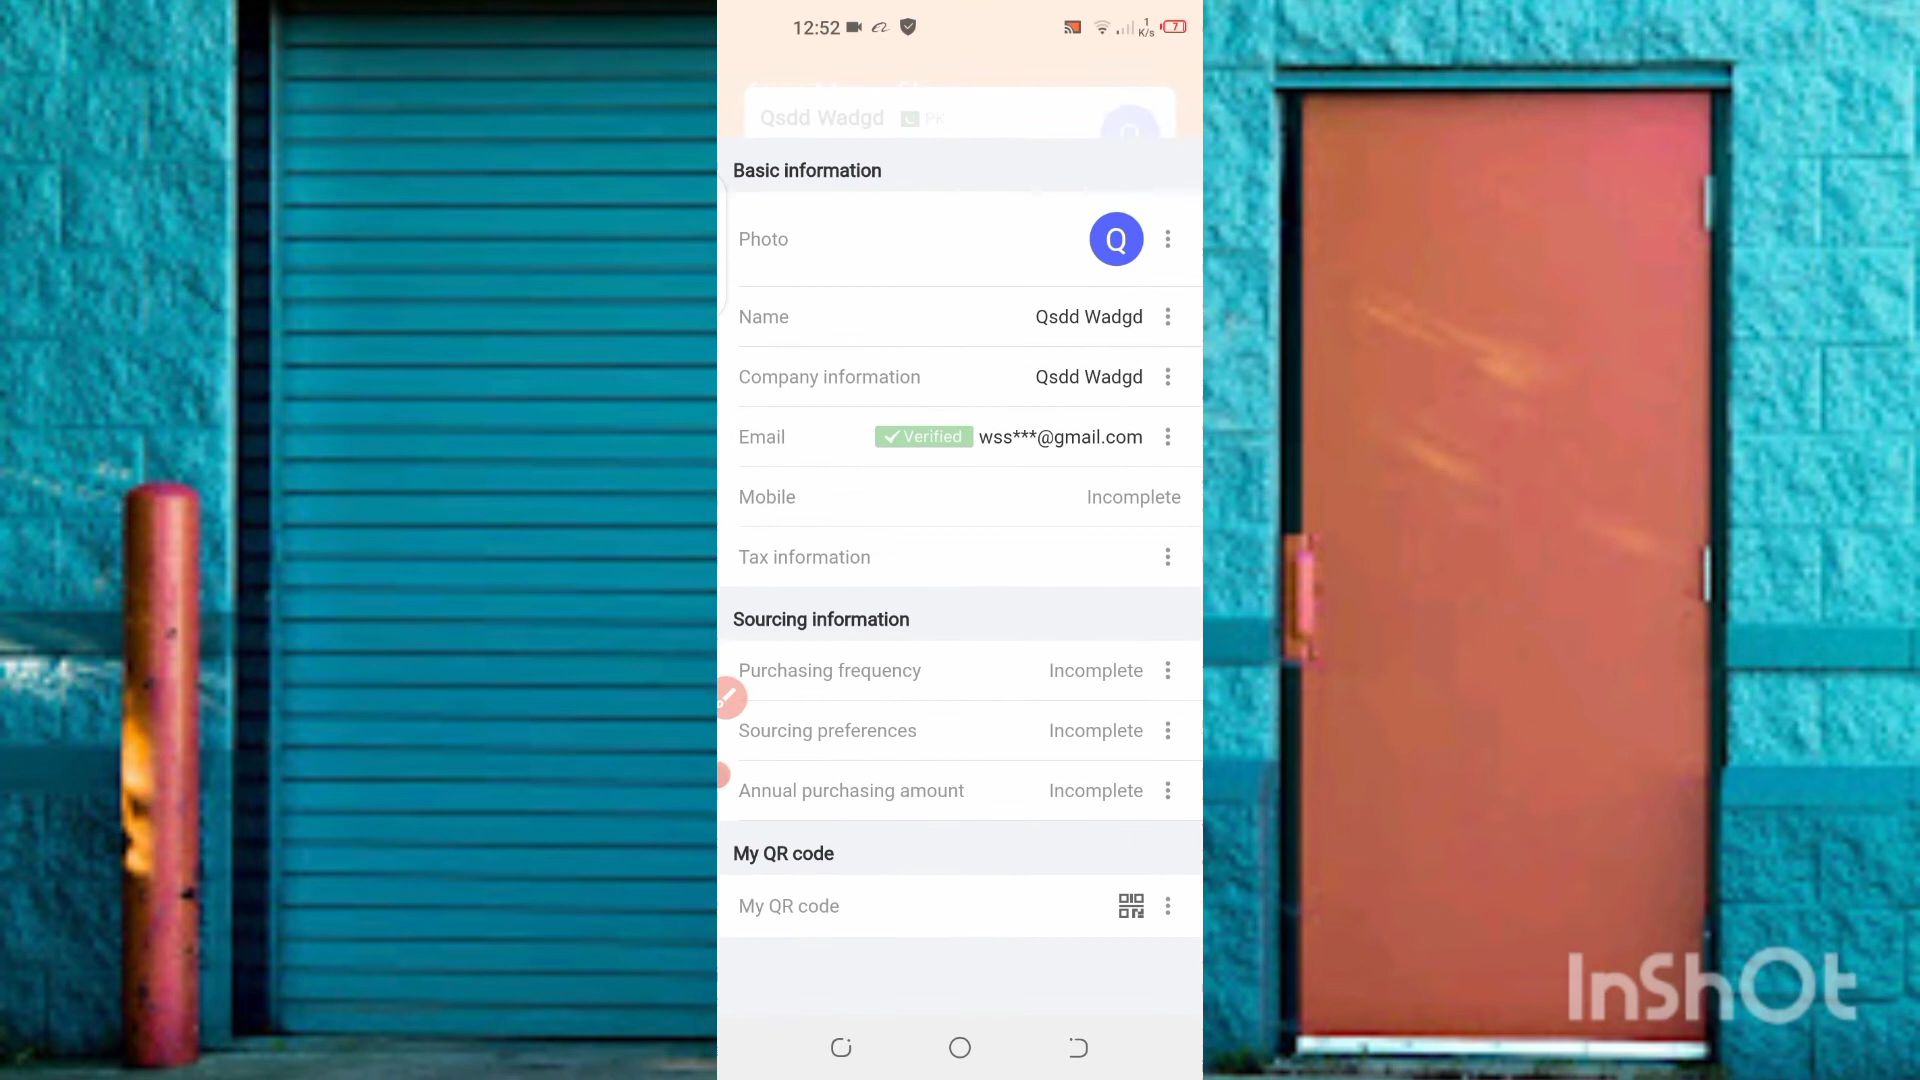 12:52
1
K/s
7
Qsdd Wadgd PK
Basic information
Photo Q
Name Qsdd Wadgd
Company information Qsdd Wadgd
Email Verified wss***@gmail.com
Mobile Incomplete
Tax information
Sourcing information
Purchasing frequency Incomplete
Sourcing preferences Incomplete
Annual purchasing amount Incomplete
My QR code
My QR code
InShOt